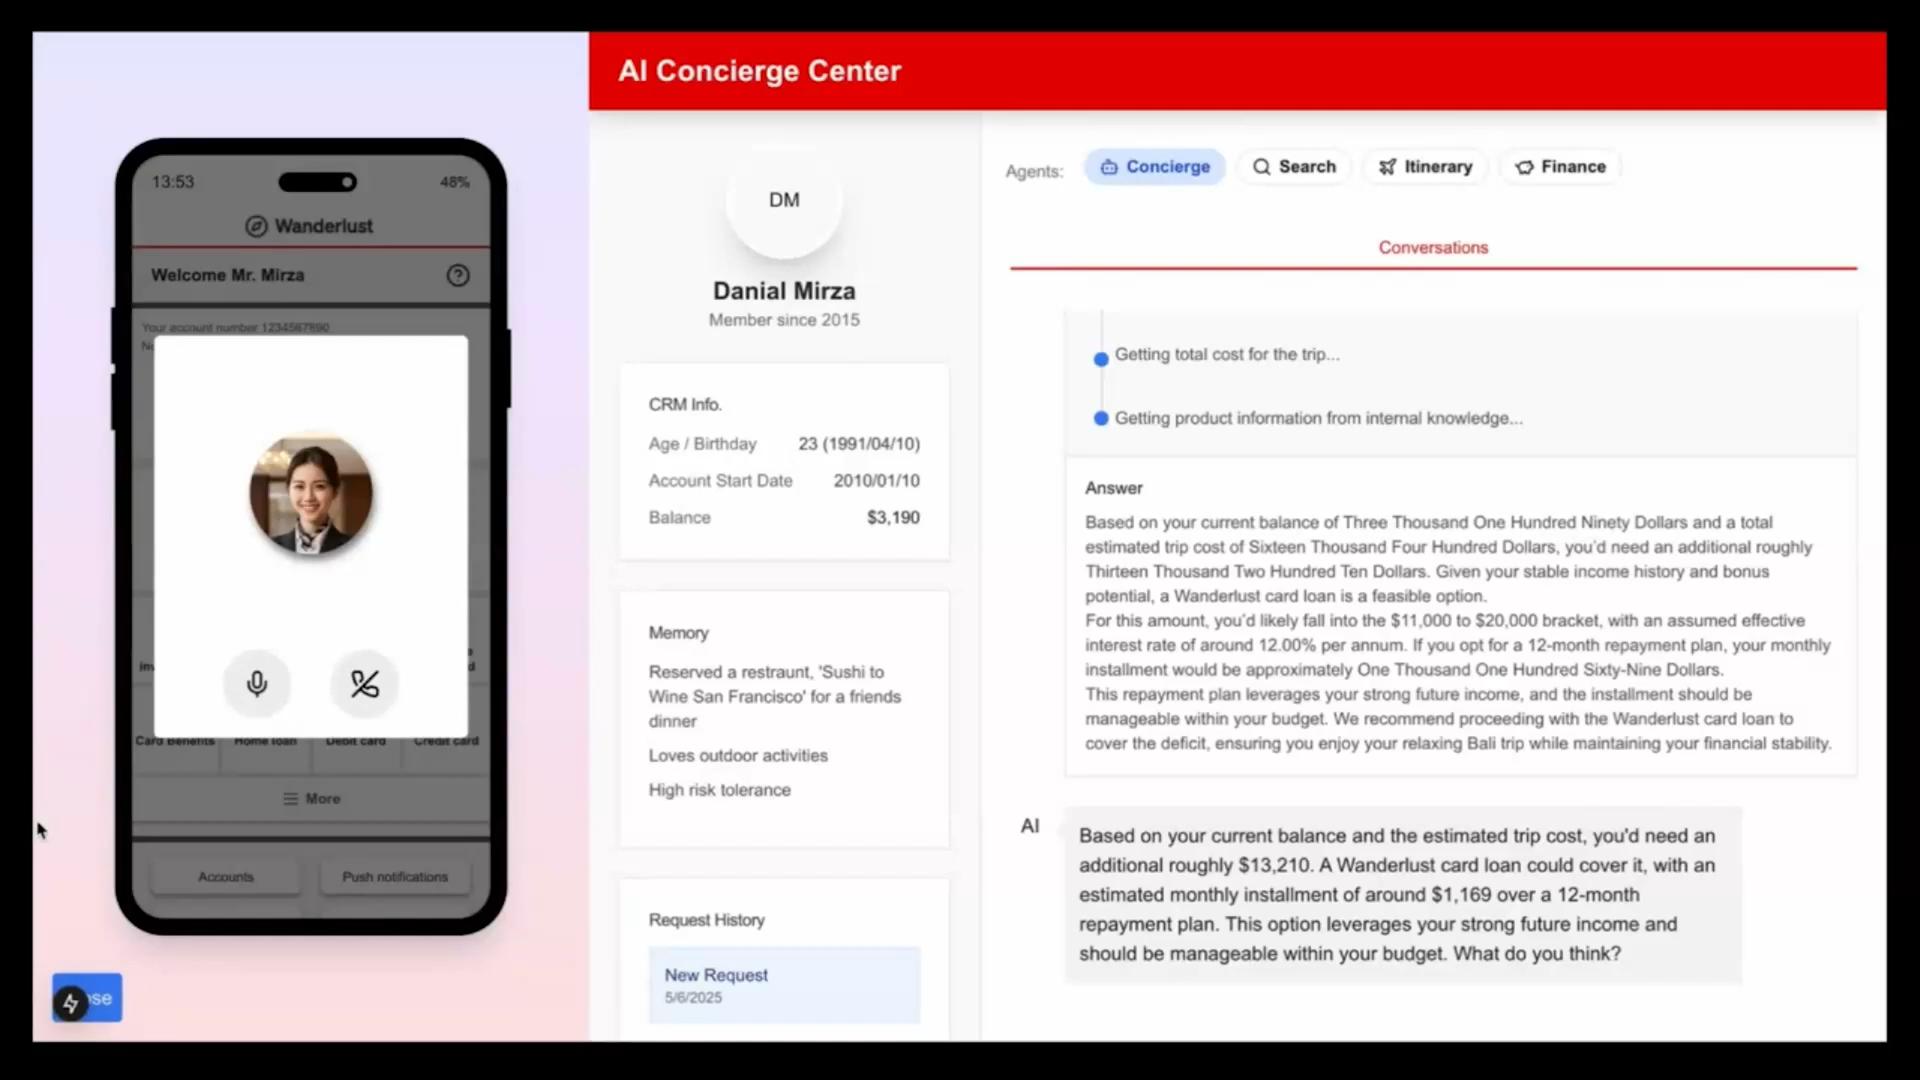 AI Concierge Center
13:53
48%
Wanderlust
Welcome Mr. Mirza
Your account number 1234567890
Card Benefits
Home loan
Debit card
Credit card
More
Accounts
Push notifications
DM
Danial Mirza
Member since 2015
CRM Info.
Age / Birthday 23 (1991/04/10)
Account Start Date 2010/01/10
Balance $3,190
Memory
Reserved a restraunt, 'Sushi to
Wine San Francisco' for a friends
dinner
Loves outdoor activities
High risk tolerance
Request History
New Request
5/6/2025
Agents:
Concierge
Search
Itinerary
Finance
Conversations
Getting total cost for the trip...
Getting product information from internal knowledge...
Answer
Based on your current balance of Three Thousand One Hundred Ninety Dollars and a total
estimated trip cost of Sixteen Thousand Four Hundred Dollars, you'd need an additional roughly
Thirteen Thousand Two Hundred Ten Dollars. Given your stable income history and bonus
potential, a Wanderlust card loan is a feasible option.
For this amount, you'd likely fall into the $11,000 to $20,000 bracket, with an assumed effective
interest rate of around 12.00% per annum. If you opt for a 12-month repayment plan, your monthly
installment would be approximately One Thousand One Hundred Sixty-Nine Dollars.
This repayment plan leverages your strong future income, and the installment should be
manageable within your budget. We recommend proceeding with the Wanderlust card loan to
cover the deficit, ensuring you enjoy your relaxing Bali trip while maintaining your financial stability.
AI
Based on your current balance and the estimated trip cost, you'd need an
additional roughly $13,210. A Wanderlust card loan could cover it, with an
estimated monthly installment of around $1,169 over a 12-month
repayment plan. This option leverages your strong future income and
should be manageable within your budget. What do you think?